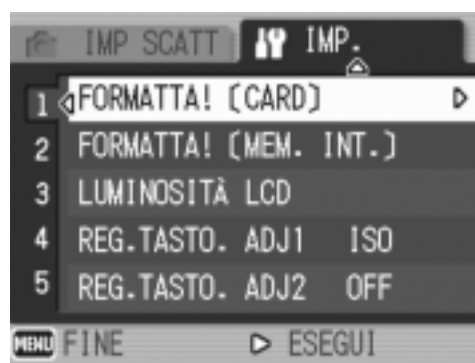 IMP SCATT IMP.
1 FORMATTA! [CARD]
2 FORMATTA! [MEM. INT.]
3 LUMINOSITÀ LCD
4 REG.TASTO. ADJ1 ISO
5 REG.TASTO. ADJ2 OFF
MENU FINE ESEGUI